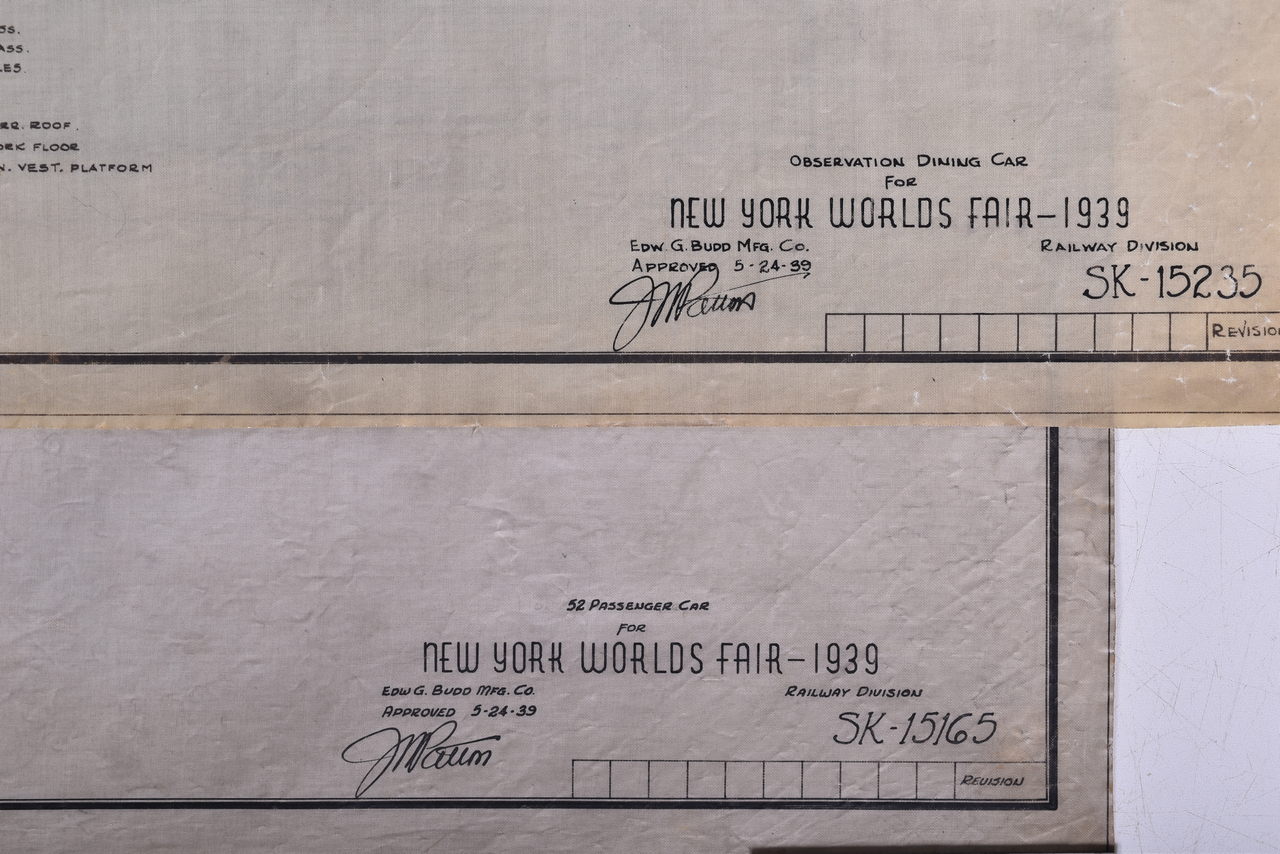 SS.
ASS.
LES.
RR. ROOF.
ORK FLOOR
N. VEST. PLATFORM
OBSERVATION DINING CAR
FOR
NEW YORK WORLDS FAIR-1939
EDW. G. BUDD MFG. CO. RAILWAY DIVISION
APPROVED 5-24-39
SK-15235
REVISIO
52 PASSENGER CAR
FOR
NEW YORK WORLDS FAIR-1939
EDW G. BUDD MFG. CO. RAILWAY DIVISION
APPROVED 5-24-39
SK-15165
REVISION